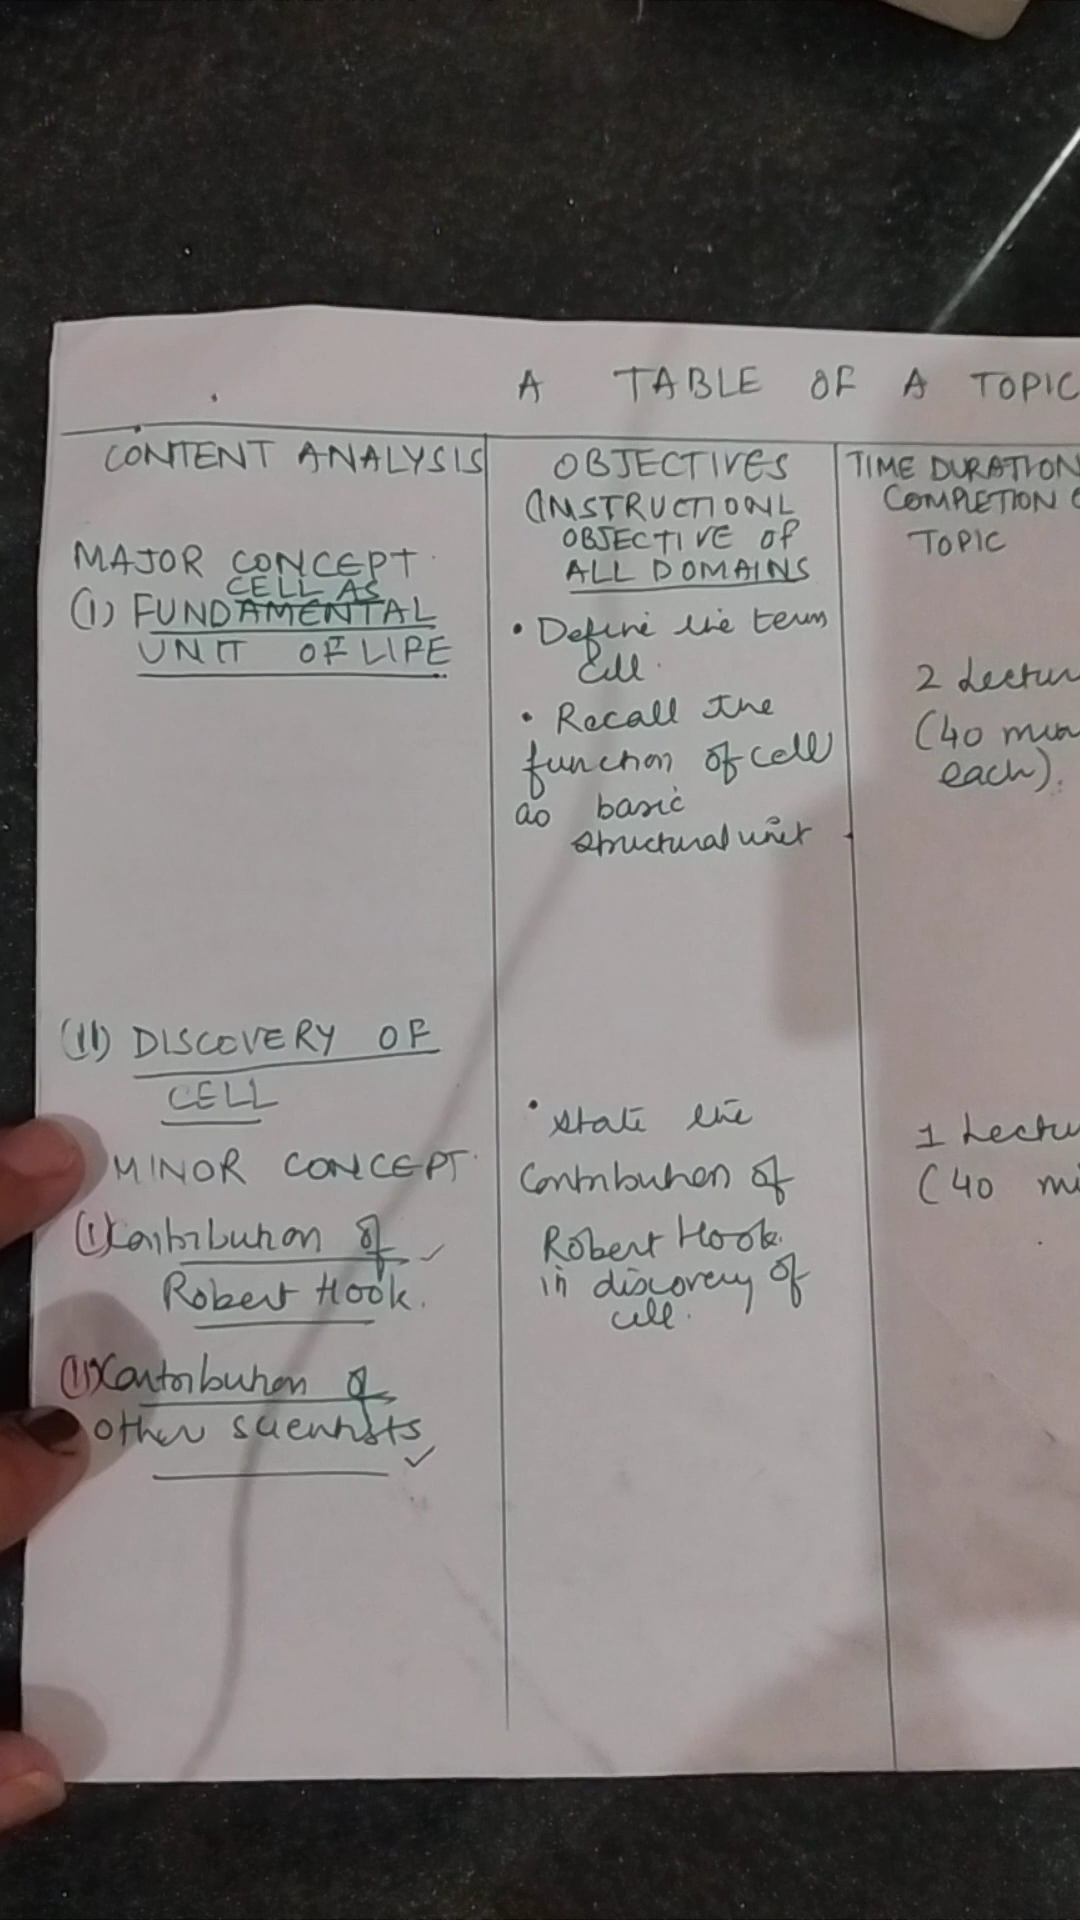 A TABLE OF A TOPIC
CONTENT ANALYSIS
MAJOR CONCEPT
CELL AS
(I) FUNDAMENTAL
UNIT OF LIFE
(II) DISCOVERY OF
CELL
MINOR CONCEPT.
(I) Contribution of
Robert Hook.
(II) Contribution of
other scientists
OBJECTIVES
(INSTRUCTIONL
OBJECTIVE OF
ALL DOMAINS
• Define the term
Cell.
• Recall the
function of cell
as basic
structural unit
• State the
Contribution of
Robert Hook.
in discovery of
cell.
TIME DURATION
COMPLETION
TOPIC
2 Lectur
(40 min
each).
1 Lectu
(40 mi